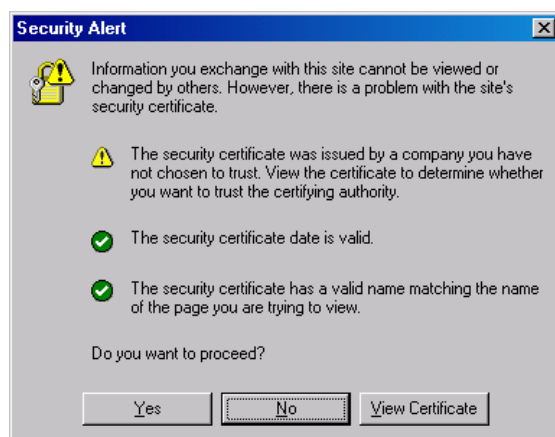 Security Alert
Information you exchange with this site cannot be viewed or
changed by others. However, there is a problem with the site's
security certificate.
The security certificate was issued by a company you have
not chosen to trust. View the certificate to determine whether
you want to trust the certifying authority.
The security certificate date is valid.
The security certificate has a valid name matching the name
of the page you are trying to view.
Do you want to proceed?
Yes No View Certificate